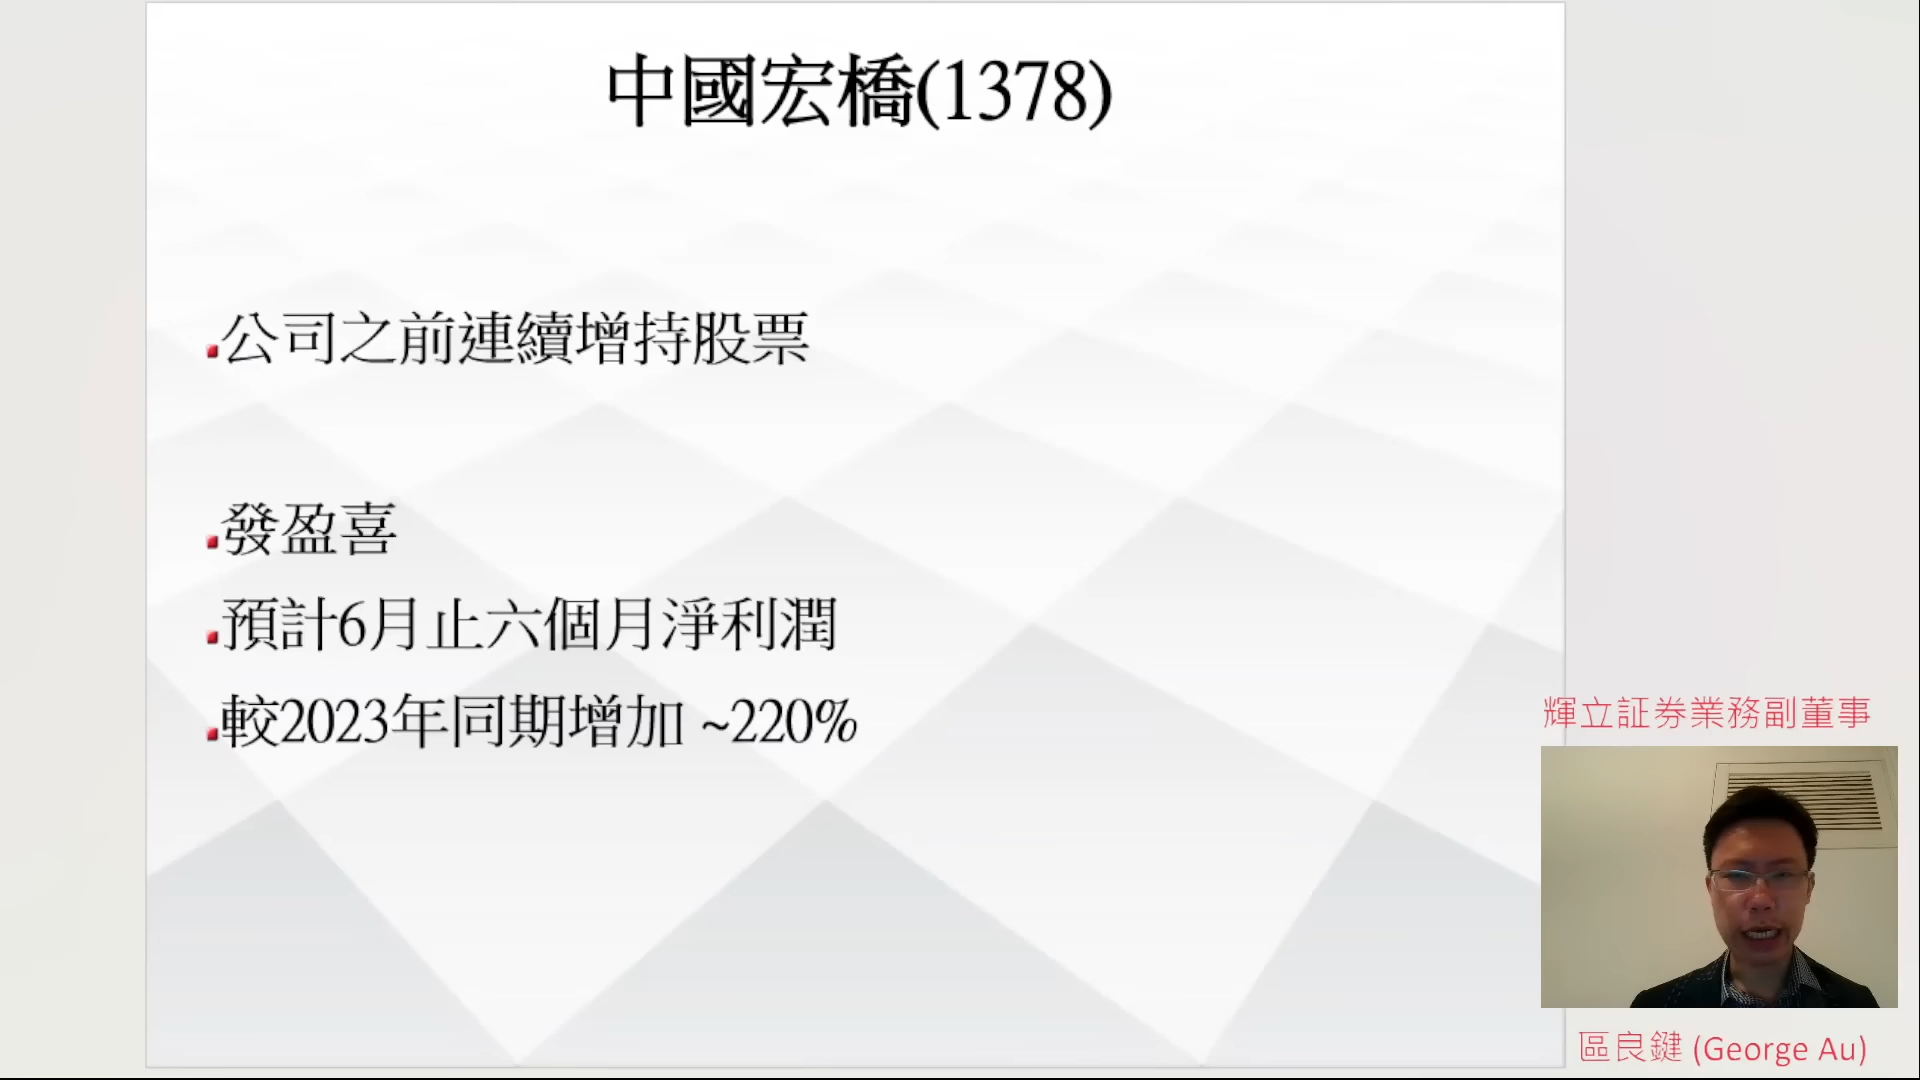 中國宏橋(1378)
公司之前連續增持股票
發盈喜
預計6月止六個月淨利潤
較2023年同期增加 ~220%
輝立証券業務副董事
區良鍵 (George Au)